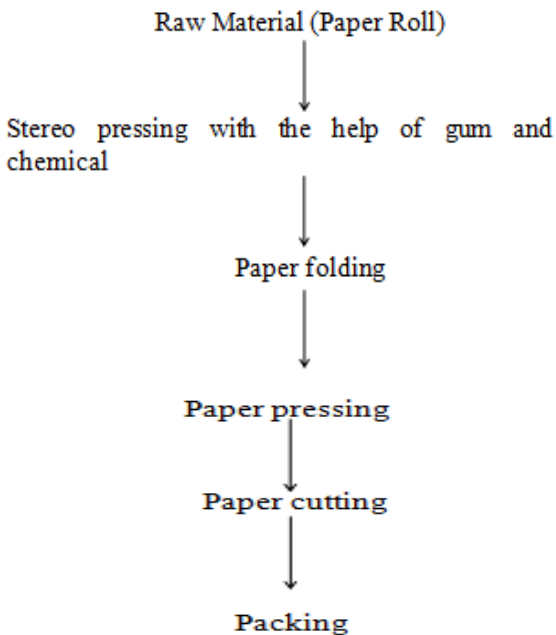 Raw Material (Paper Roll)
Stereo pressing with the help of gum and
chemical
Paper folding
Paper pressing
Paper cutting
Packing